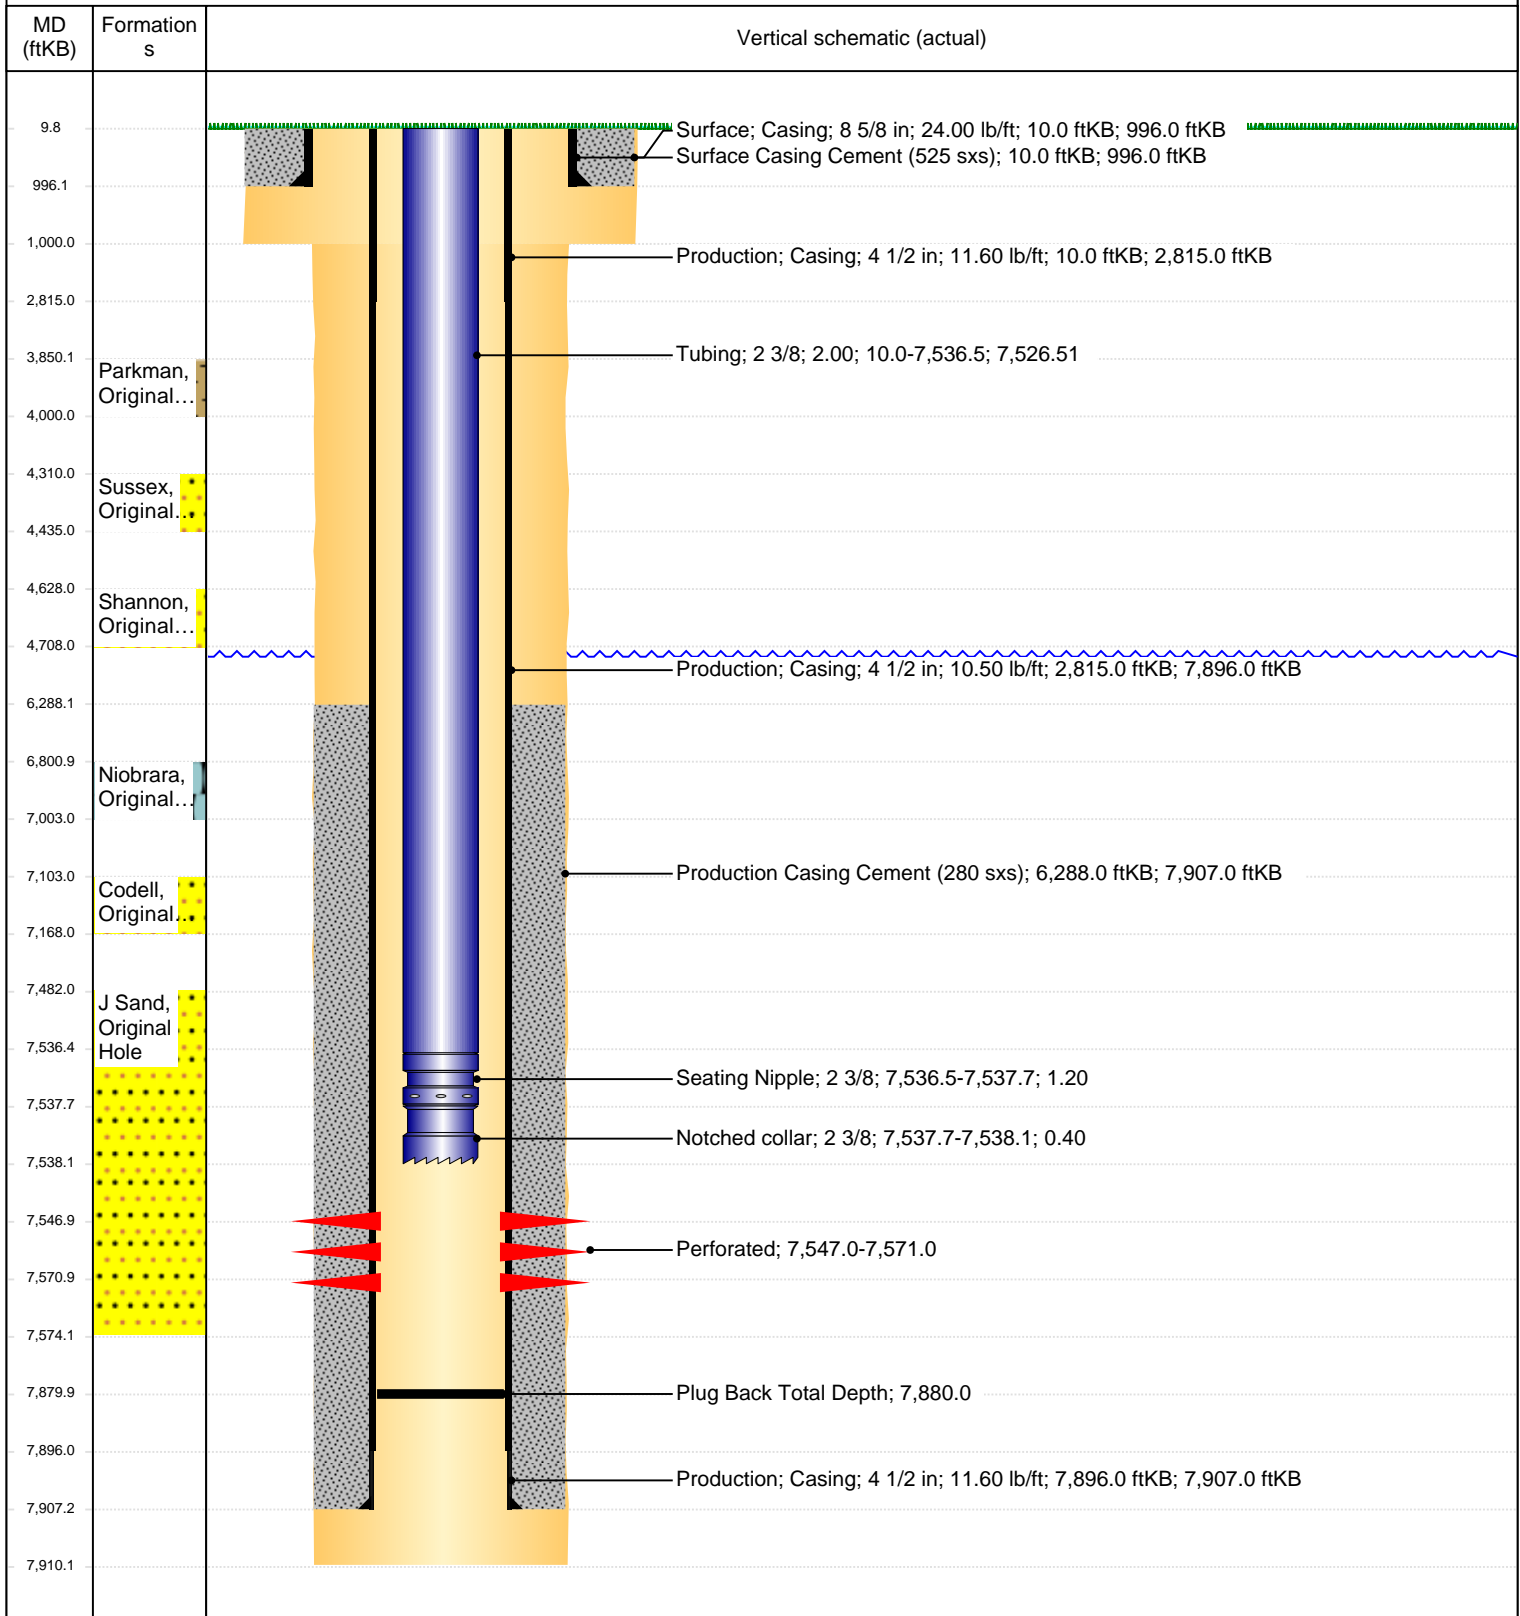 MD
(ftKB)
Formation
s
Vertical schematic (actual)
9.8
Surface; Casing; 8 5/8 in; 24.00 lb/ft; 10.0 ftKB; 996.0 ftKB
Surface Casing Cement (525 sxs); 10.0 ftKB; 996.0 ftKB
996.1
1,000.0
Production; Casing; 4 1/2 in; 11.60 lb/ft; 10.0 ftKB; 2,815.0 ftKB
2,815.0
Tubing; 2 3/8; 2.00; 10.0-7,536.5; 7,526.51
3,850.1
Parkman,
Original…
4,000.0
4,310.0
Sussex,
Original…
4,435.0
4,628.0
Shannon,
Original…
4,708.0
Production; Casing; 4 1/2 in; 10.50 lb/ft; 2,815.0 ftKB; 7,896.0 ftKB
6,288.1
6,800.9
Niobrara,
Original…
7,003.0
Production Casing Cement (280 sxs); 6,288.0 ftKB; 7,907.0 ftKB
7,103.0
Codell,
Original…
7,168.0
7,482.0
J Sand,
Original
Hole
7,536.4
Seating Nipple; 2 3/8; 7,536.5-7,537.7; 1.20
7,537.7
Notched collar; 2 3/8; 7,537.7-7,538.1; 0.40
7,538.1
7,546.9
Perforated; 7,547.0-7,571.0
7,570.9
7,574.1
7,879.9
Plug Back Total Depth; 7,880.0
7,896.0
Production; Casing; 4 1/2 in; 11.60 lb/ft; 7,896.0 ftKB; 7,907.0 ftKB
7,907.2
7,910.1